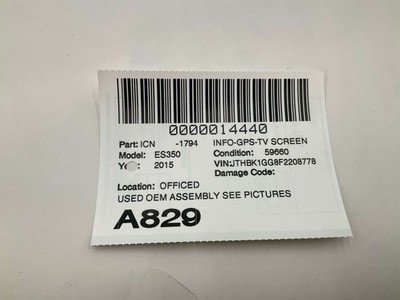 0000014440
Part: ICN -1794 INFO-GPS-TV SCREEN
Model: ES350 Condition: 59660
Year: 2015 VIN:JTHBK1GG8F2208778
Damage Code:
Location: OFFICED
USED OEM ASSEMBLY SEE PICTURES
A829